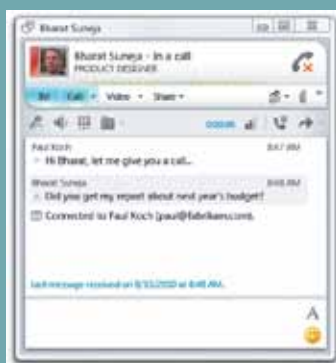 Bharat Suneja
Bharat Suneja - In a call
PRODUCT DESIGNER
IM Call Video Share
Paul Koch 8:47 AM
Hi Bharat, let me give you a call...
Bharat Suneja 8:48 AM
Did you get my report about next year's budget?
Connected to Paul Koch (paul@fabrikam.com).
Last message received on 8/13/2010 at 8:48 AM.
A